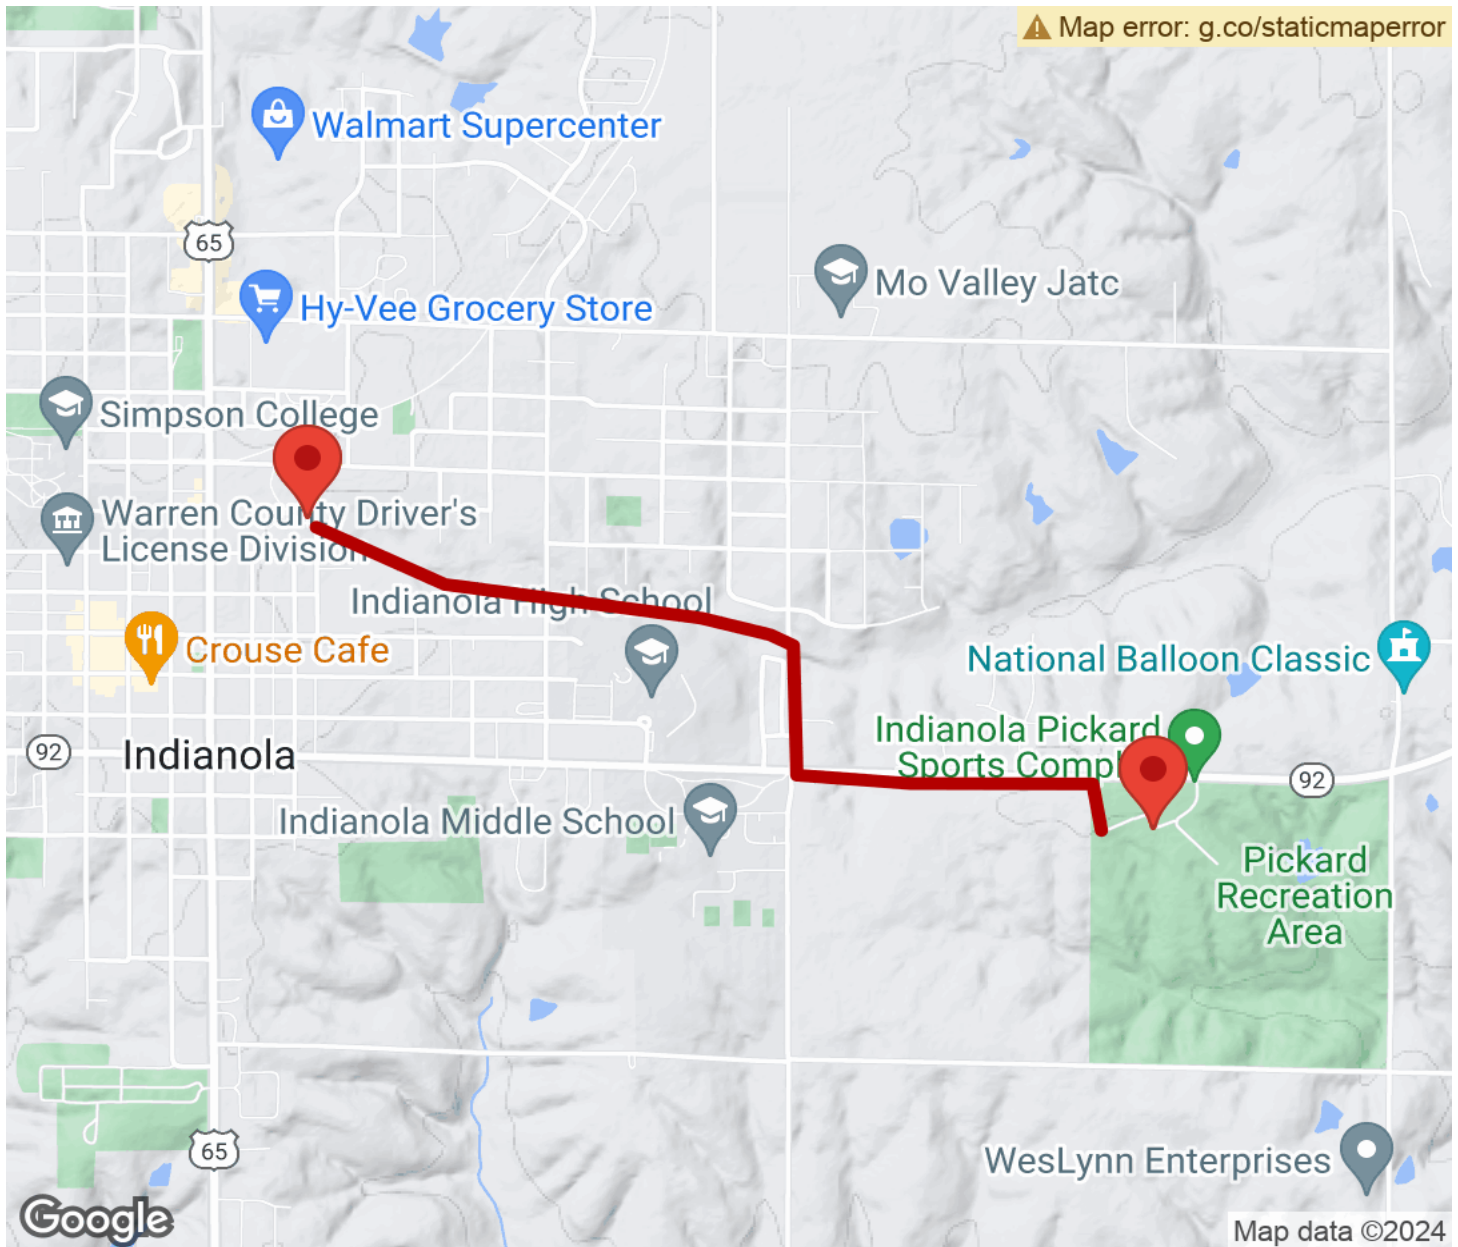 Map error: g.co/staticmaperror
Walmart Supercenter
65
Mo Valley Jatc
Hy-Vee Grocery Store
Simpson College
Warren County Driver's
License Division
Indianola High School
Crouse Cafe
National Balloon Classic
Indianola Pickard
Sports Compl
92
Indianola
92
Indianola Middle School
Pickard
Recreation
Area
65
WesLynn Enterprises
Google
Map data ©2024